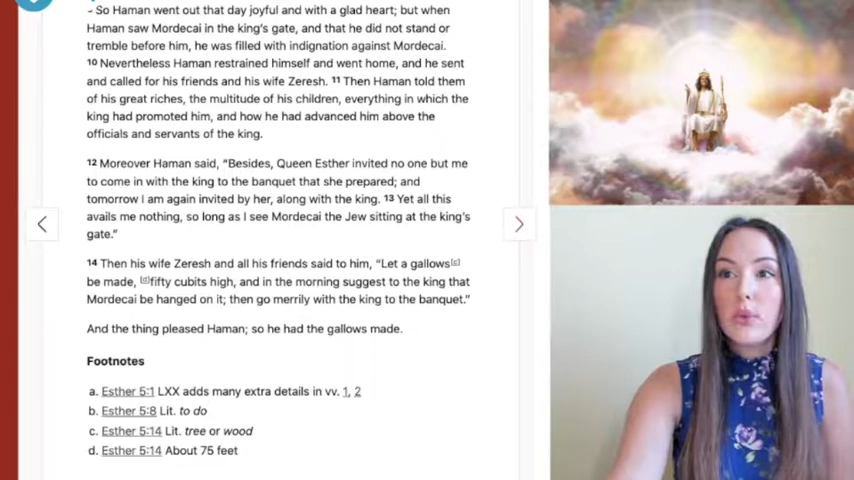 So Haman went out that day joyful and with a glad heart; but when
Haman saw Mordecai in the king's gate, and that he did not stand or
tremble before him, he was filled with indignation against Mordecai.
10 Nevertheless Haman restrained himself and went home, and he sent
and called for his friends and his wife Zeresh. 11 Then Haman told them
of his great riches, the multitude of his children, everything in which the
king had promoted him, and how he had advanced him above the
officials and servants of the king.
12 Moreover Haman said, “Besides, Queen Esther invited no one but me
to come in with the king to the banquet that she prepared; and
tomorrow I am again invited by her, along with the king. 13 Yet all this
avails me nothing, so long as I see Mordecai the Jew sitting at the king's
gate.”
14 Then his wife Zeresh and all his friends said to him, “Let a gallows[c]
be made, [d]fifty cubits high, and in the morning suggest to the king that
Mordecai be hanged on it; then go merrily with the king to the banquet.”
And the thing pleased Haman; so he had the gallows made.
Footnotes
a. Esther 5:1 LXX adds many extra details in vv. 1, 2
b. Esther 5:8 Lit. to do
c. Esther 5:14 Lit. tree or wood
d. Esther 5:14 About 75 feet